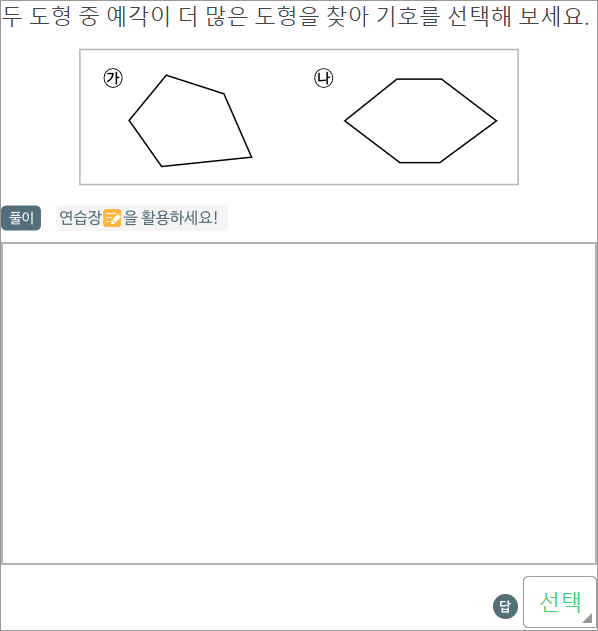 두 도형 중 예각이 더 많은 도형을 찾아 기호를 선택해 보세요.
㉮ ㉯
풀이 연습장을 활용하세요!
답 선택